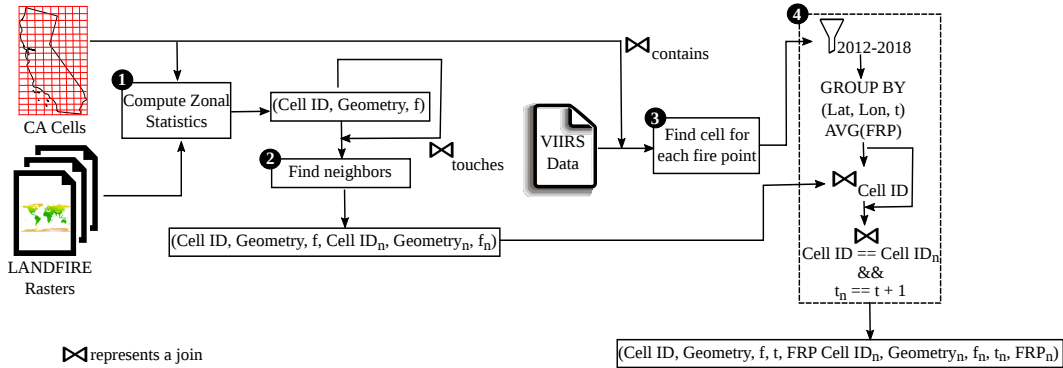 CA Cells
LANDFIRE
Rasters
1
Compute Zonal
Statistics
(Cell ID, Geometry, f)
touches
2
Find neighbors
(Cell ID, Geometry, f, Cell IDn, Geometryn, fn)
contains
VIIRS
Data
3
Find cell for
each fire point
4
2012-2018
GROUP BY
(Lat, Lon, t)
AVG(FRP)
Cell ID
Cell ID == Cell IDn
&&
tn == t + 1
(Cell ID, Geometry, f, t, FRP Cell IDn, Geometryn, fn, tn, FRPn)
represents a join